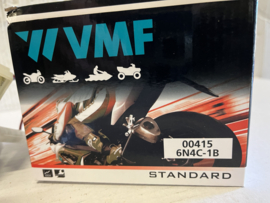 VMF
00415
6N4C-1B
STANDARD